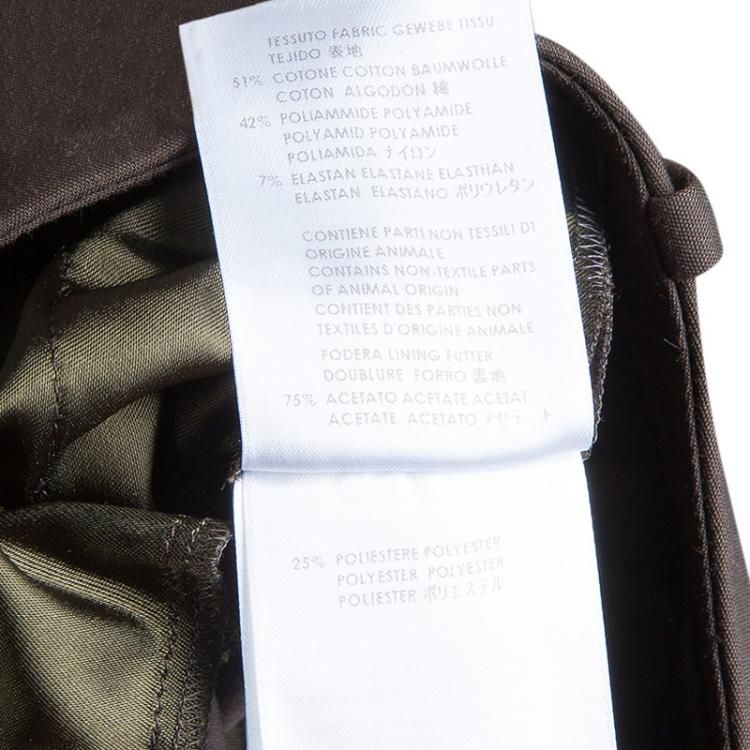 TESSUTO FABRIC GEWEBE TISSU
TEJIDO 表地
51% COTONE COTTON BAUMWOLLE
COTON ALGODON 綿
42% POLIAMMIDE POLYAMIDE
POLYAMID POLYAMIDE
POLIAMIDA ナイロン
7% ELASTAN ELASTANE ELASTHAN
ELASTAN ELASTANO ポリウレタン
CONTIENE PARTI NON TESSILI DI
ORIGINE ANIMALE
CONTAINS NON-TEXTILE PARTS
OF ANIMAL ORIGIN
CONTIENT DES PARTIES NON
TEXTILES D'ORIGINE ANIMALE
FODERA LINING FUTTER
DOUBLURE FORRO 裏地
75% ACETATO ACETATE ACETAT
ACETATE ACETATO アセテート
25% POLIESTERE POLYESTER
POLYESTER POLYESTER
POLIESTER ポリエステル